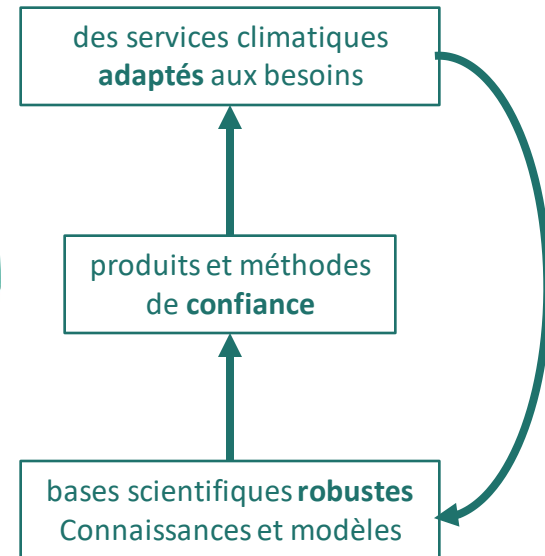 des services climatiques
adaptés aux besoins
produits et méthodes
de confiance
bases scientifiques robustes
Connaissances et modèles